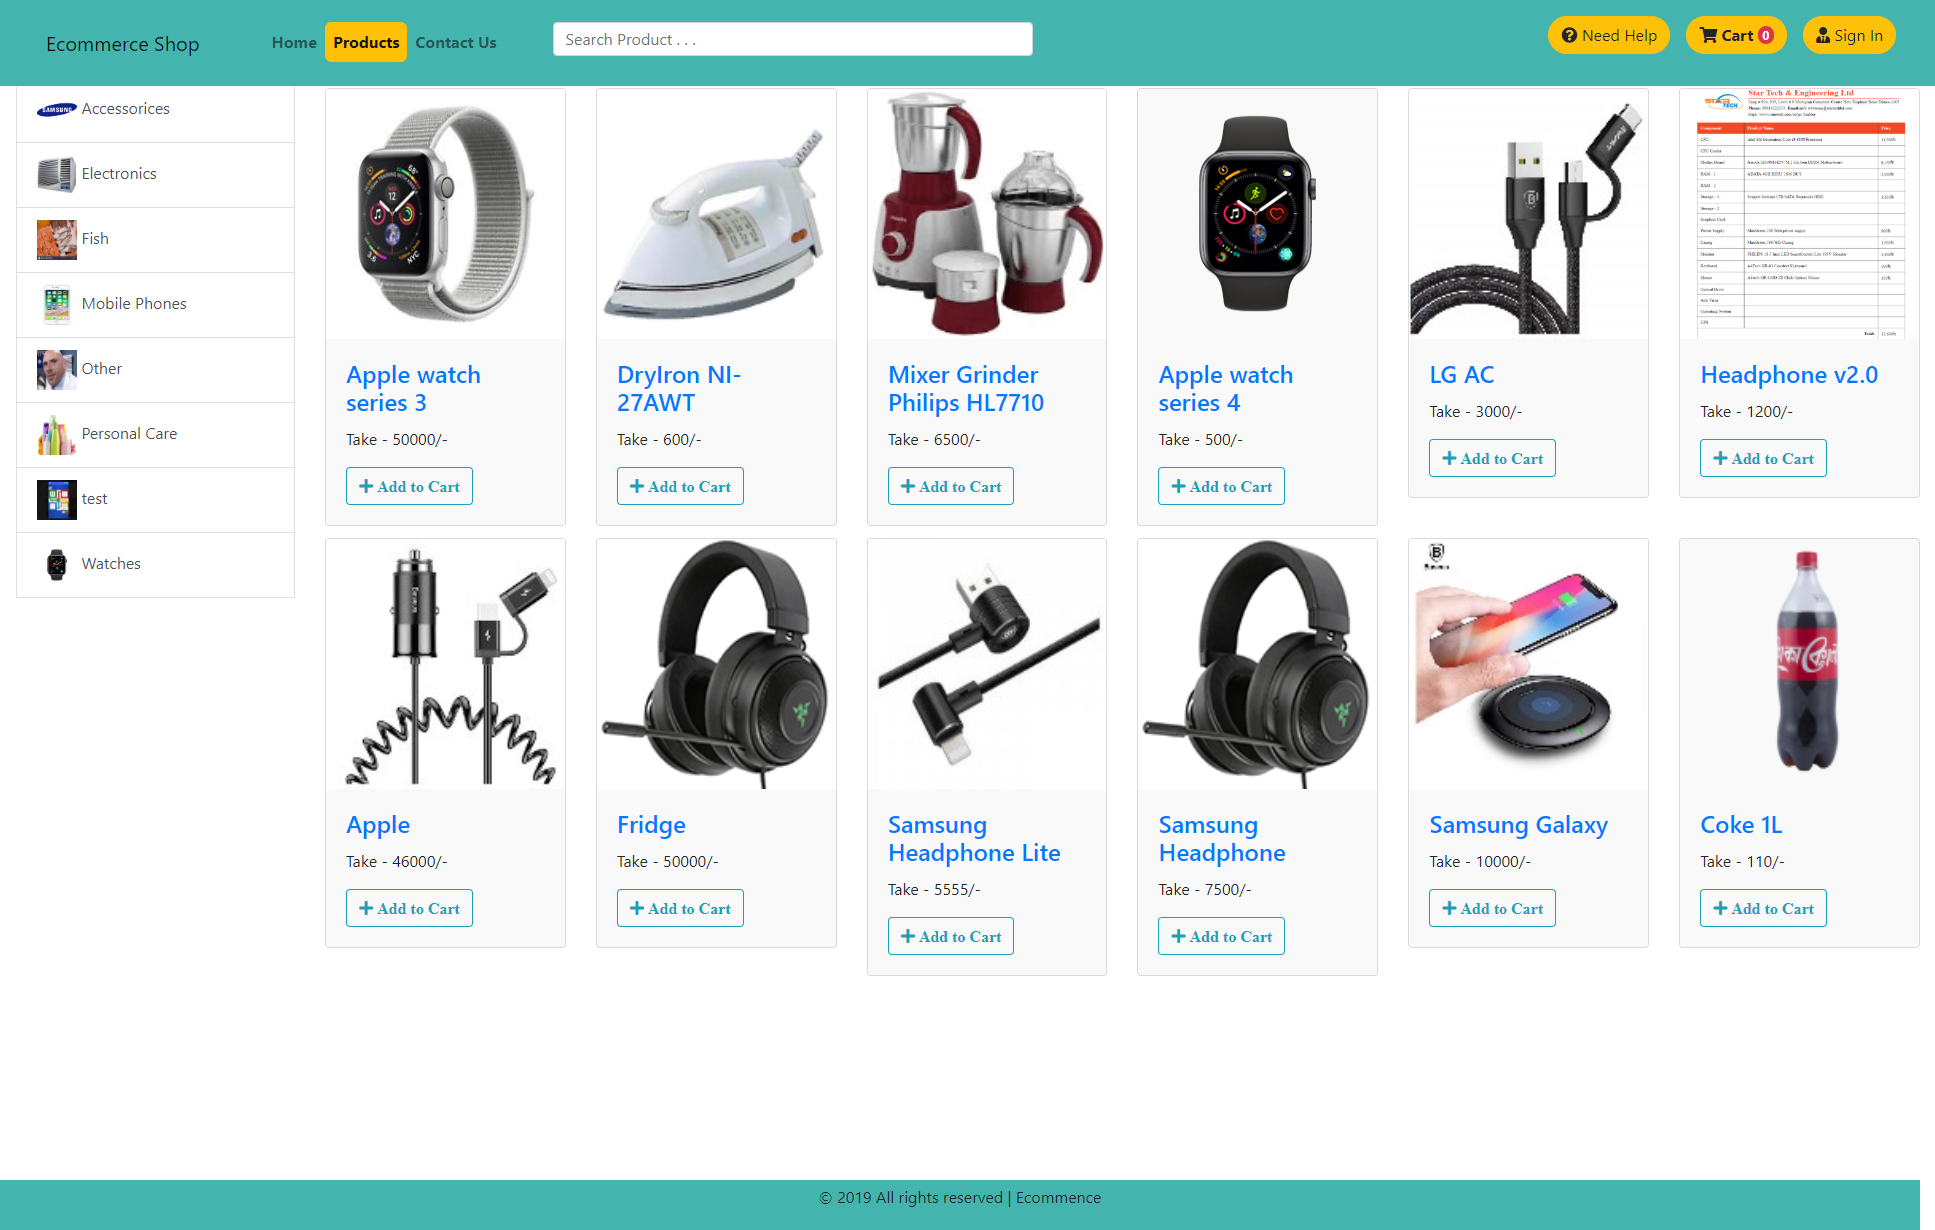 Ecommerce Shop
Home
Products
Contact Us
Search Product . . .
Need Help
Cart 0
Sign In
SAMSUNG
Accessorices
Electronics
Fish
Mobile Phones
Other
Personal Care
test
Watches
Star Tech & Engineering Ltd
Apple watch
series 3
Take - 50000/-
Add to Cart
DryIron NI-
27AWT
Take - 600/-
Add to Cart
Mixer Grinder
Philips HL7710
Take - 6500/-
Add to Cart
Apple watch
series 4
Take - 500/-
Add to Cart
LG AC
Take - 3000/-
Add to Cart
Headphone v2.0
Take - 1200/-
Add to Cart
Apple
Take - 46000/-
Add to Cart
Fridge
Take - 50000/-
Add to Cart
Samsung
Headphone Lite
Take - 5555/-
Add to Cart
Samsung
Headphone
Take - 7500/-
Add to Cart
Samsung Galaxy
Take - 10000/-
Add to Cart
Coke 1L
Take - 110/-
Add to Cart
© 2019 All rights reserved | Ecommence